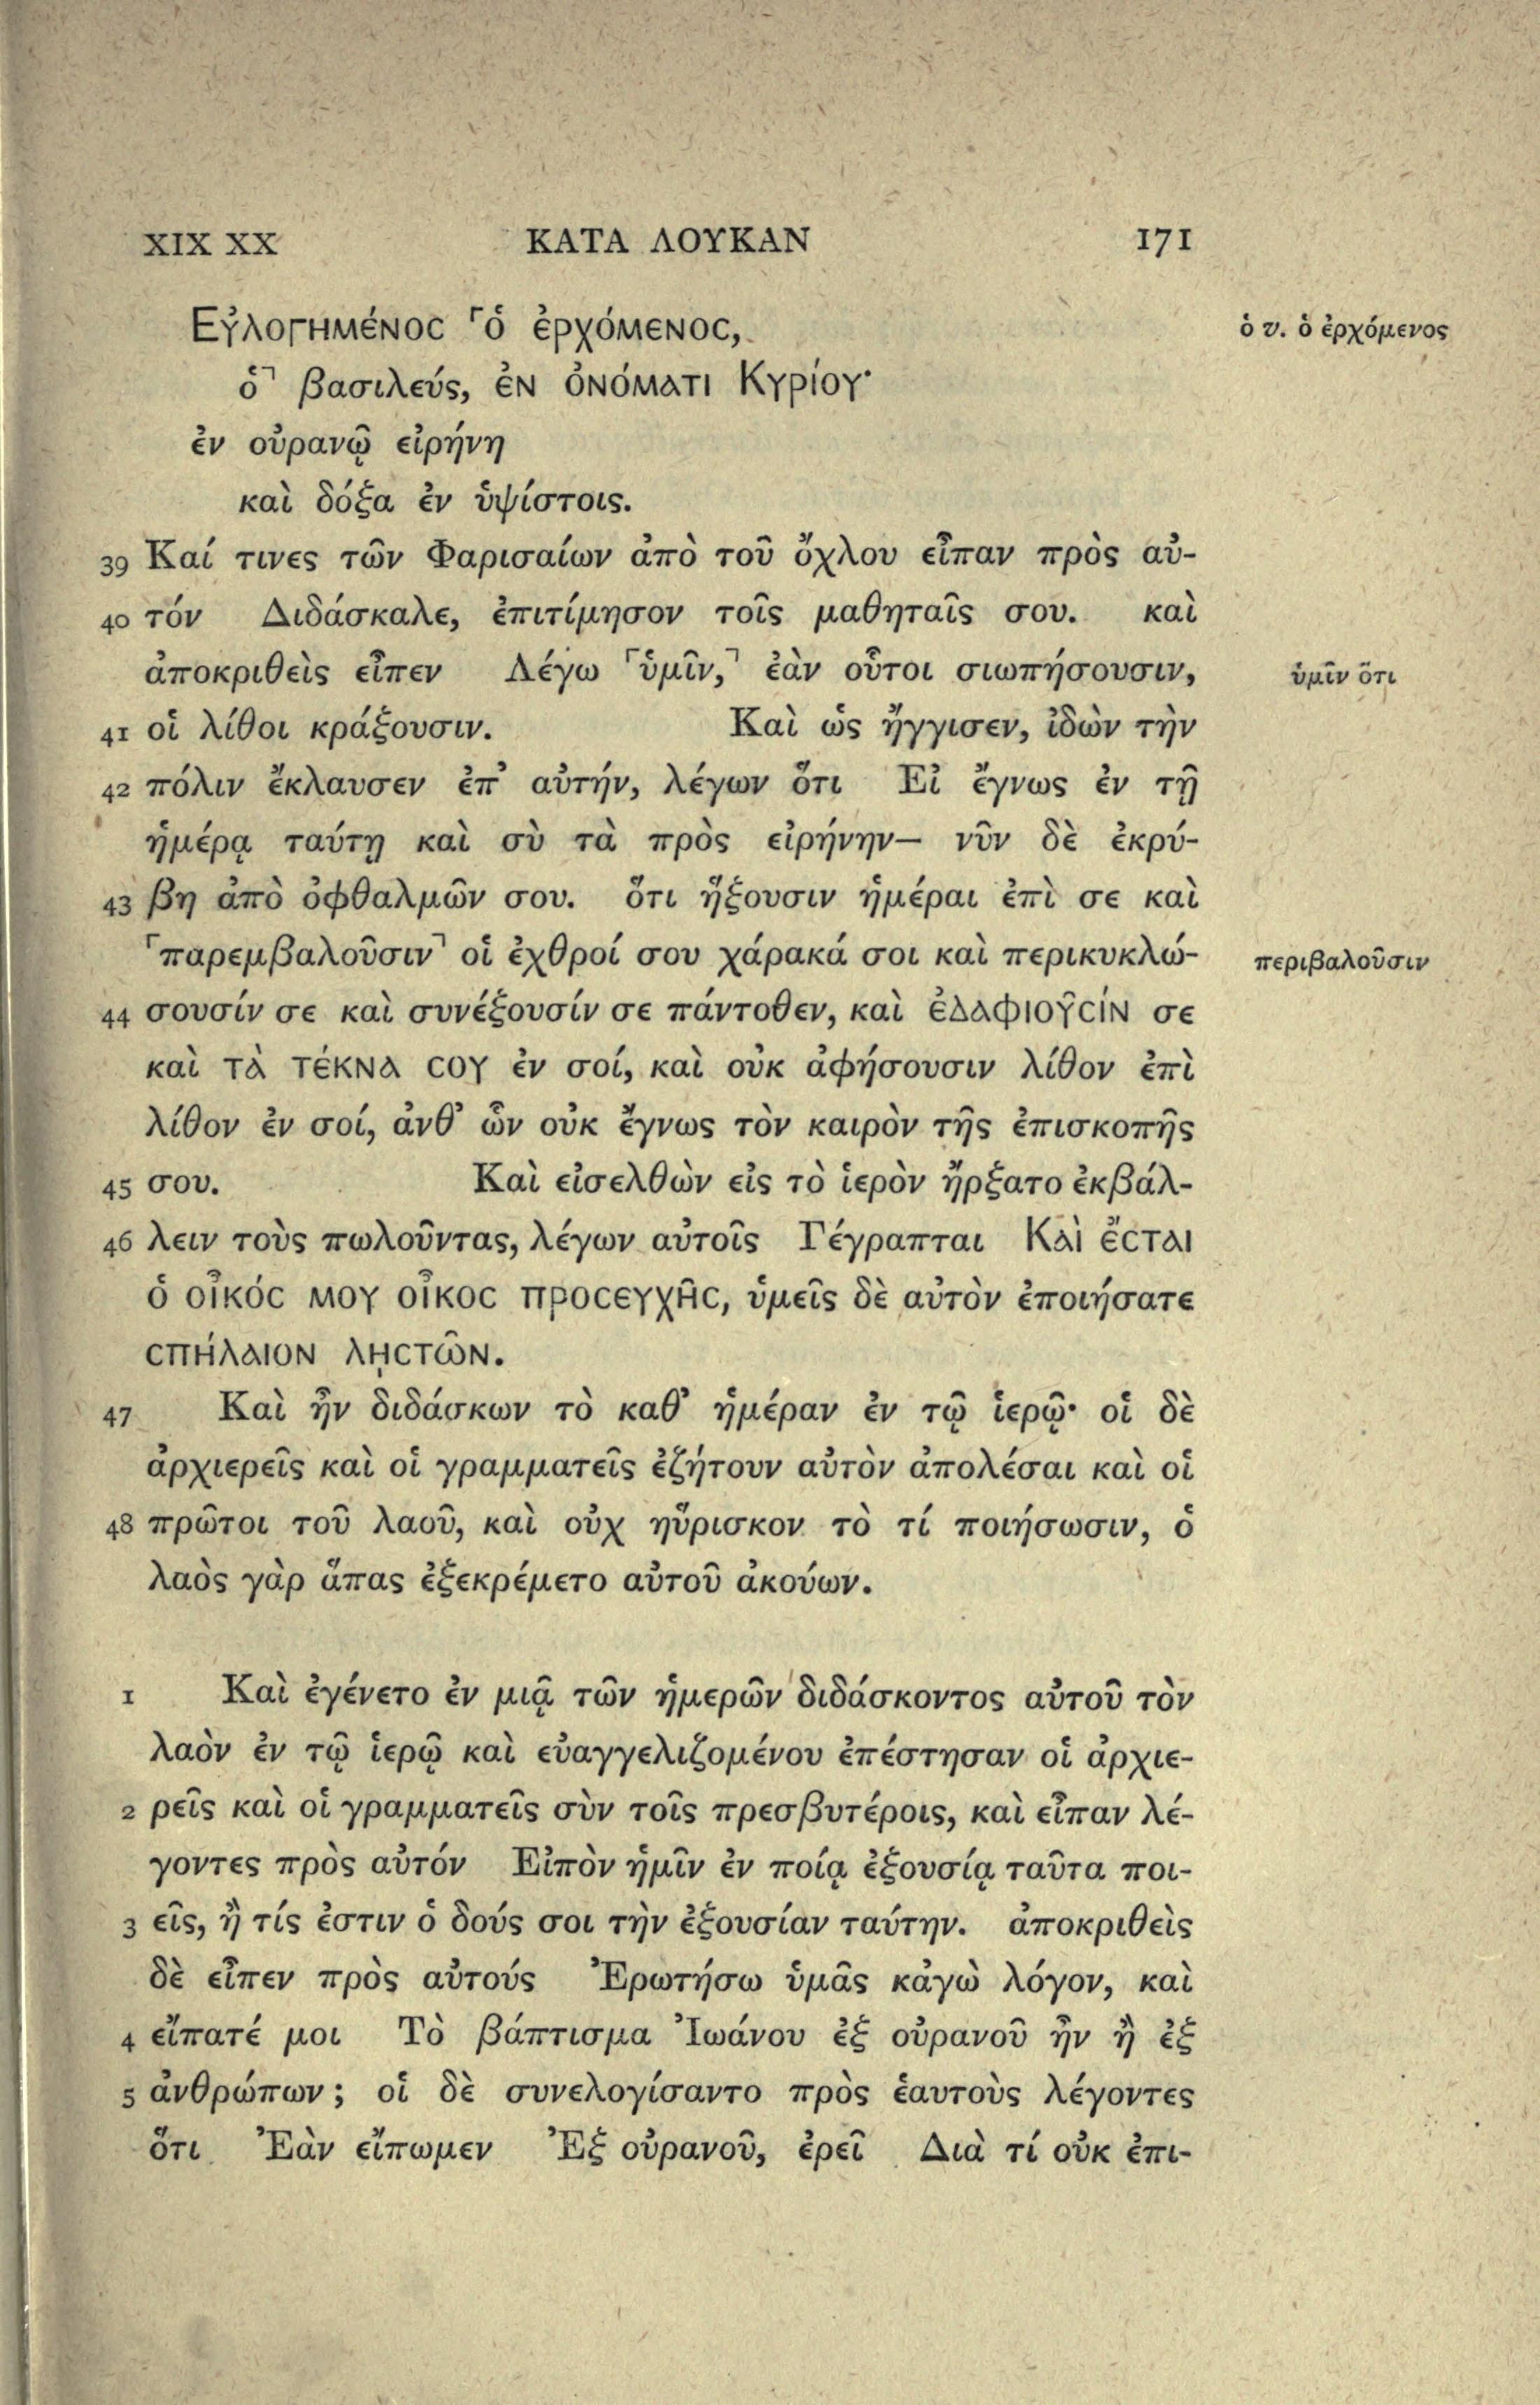 XIX XX ΚΑΤΑ ΛΟΥΚΑΝ 171
Εὐλογημένος ⸀ὁ ἐρχόμενος, ὁ v. ὁ ἐρχόμενος
ὁ⸃ βασιλεύς, ἐν ὀνόματι Κυρίου·
ἐν οὐρανῷ εἰρήνη
καὶ δόξα ἐν ὑψίστοις.
39 Καί τινες τῶν Φαρισαίων ἀπὸ τοῦ ὄχλου εἶπαν πρὸς αὐ-
40 τόν Διδάσκαλε, ἐπιτίμησον τοῖς μαθηταῖς σου. καὶ
ἀποκριθεὶς εἶπεν Λέγω ⸂ὑμῖν,⸃ ἐὰν οὗτοι σιωπήσουσιν, ὑμῖν ὅτι
41 οἱ λίθοι κράξουσιν. Καὶ ὡς ἤγγισεν, ἰδὼν τὴν
42 πόλιν ἔκλαυσεν ἐπ᾽ αὐτήν, λέγων ὅτι Εἰ ἔγνως ἐν τῇ
ἡμέρᾳ ταύτῃ καὶ σὺ τὰ πρὸς εἰρήνην— νῦν δὲ ἐκρύ-
43 βη ἀπὸ ὀφθαλμῶν σου. ὅτι ἥξουσιν ἡμέραι ἐπὶ σε καὶ
⸂παρεμβαλοῦσιν⸃ οἱ ἐχθροί σου χάρακά σοι καὶ περικυκλώ- περιβαλοῦσιν
44 σουσίν σε καὶ συνέξουσίν σε πάντοθεν, καὶ ἐδαφιοῦσίν σε
καὶ τὰ τέκνα σου ἐν σοί, καὶ οὐκ ἀφήσουσιν λίθον ἐπὶ
λίθον ἐν σοί, ἀνθ᾽ ὧν οὐκ ἔγνως τὸν καιρὸν τῆς ἐπισκοπῆς
45 σου. Καὶ εἰσελθὼν εἰς τὸ ἱερὸν ἤρξατο ἐκβάλ-
46 λειν τοὺς πωλοῦντας, λέγων αὐτοῖς Γέγραπται Καὶ ἔσται
ὁ οἶκός μου οἶκος προσευχῆς, ὑμεῖς δὲ αὐτὸν ἐποιήσατε
σπήλαιον λῃστῶν.
47 Καὶ ἦν διδάσκων τὸ καθ᾽ ἡμέραν ἐν τῷ ἱερῷ· οἱ δὲ
ἀρχιερεῖς καὶ οἱ γραμματεῖς ἐζήτουν αὐτὸν ἀπολέσαι καὶ οἱ
48 πρῶτοι τοῦ λαοῦ, καὶ οὐχ ηὕρισκον τὸ τί ποιήσωσιν, ὁ
λαὸς γὰρ ἅπας ἐξεκρέμετο αὐτοῦ ἀκούων.
1 Καὶ ἐγένετο ἐν μιᾷ τῶν ἡμερῶν διδάσκοντος αὐτοῦ τὸν
λαὸν ἐν τῷ ἱερῷ καὶ εὐαγγελιζομένου ἐπέστησαν οἱ ἀρχιε-
2 ρεῖς καὶ οἱ γραμματεῖς σὺν τοῖς πρεσβυτέροις, καὶ εἶπαν λέ-
γοντες πρὸς αὐτόν Εἰπὸν ἡμῖν ἐν ποίᾳ ἐξουσίᾳ ταῦτα ποι-
3 εῖς, ἢ τίς ἐστιν ὁ δούς σοι τὴν ἐξουσίαν ταύτην. ἀποκριθεὶς
δὲ εἶπεν πρὸς αὐτούς Ἐρωτήσω ὑμᾶς κἀγὼ λόγον, καὶ
4 εἴπατέ μοι Τὸ βάπτισμα Ἰωάνου ἐξ οὐρανοῦ ἦν ἢ ἐξ
5 ἀνθρώπων; οἱ δὲ συνελογίσαντο πρὸς ἑαυτοὺς λέγοντες
ὅτι Ἐὰν εἴπωμεν Ἐξ οὐρανοῦ, ἐρεῖ Διὰ τί οὐκ ἐπι-